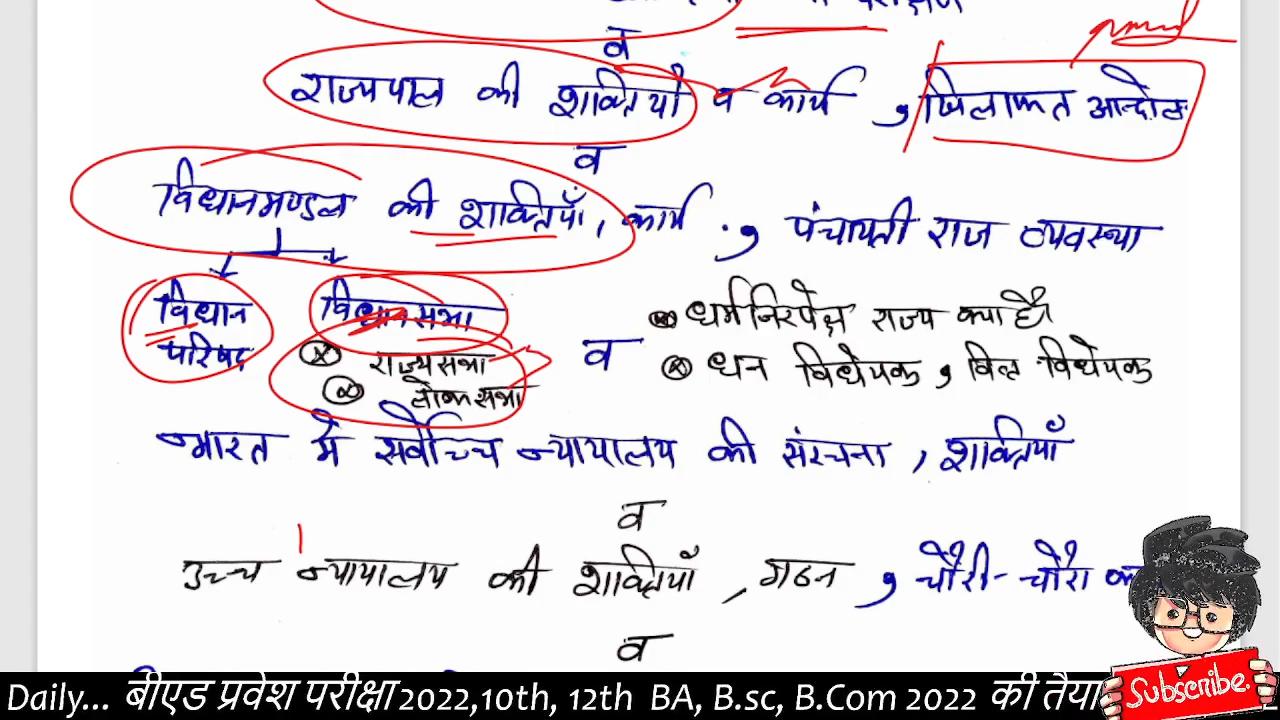 व
राज्यपाल की शक्तियाँ व कार्य , खिलाफत आन्दोलन
व
विधानमण्डल की शक्तियाँ, कार्य , पंचायती राज व्यवस्था
विधान परिषद
विधानसभा
राज्यसभा
लोकसभा
व
धर्मनिरपेक्ष राज्य क्या है।
धन विधेयक , वित्त विधेयक
भारत में सर्वोच्च न्यायालय की संरचना , शक्तियाँ
व
उच्च न्यायालय की शक्तियाँ , गठन , चौरी-चौरा
व
Daily... बीएड प्रवेश परीक्षा 2022,10th, 12th BA, B.sc, B.Com 2022 की
Subscribe